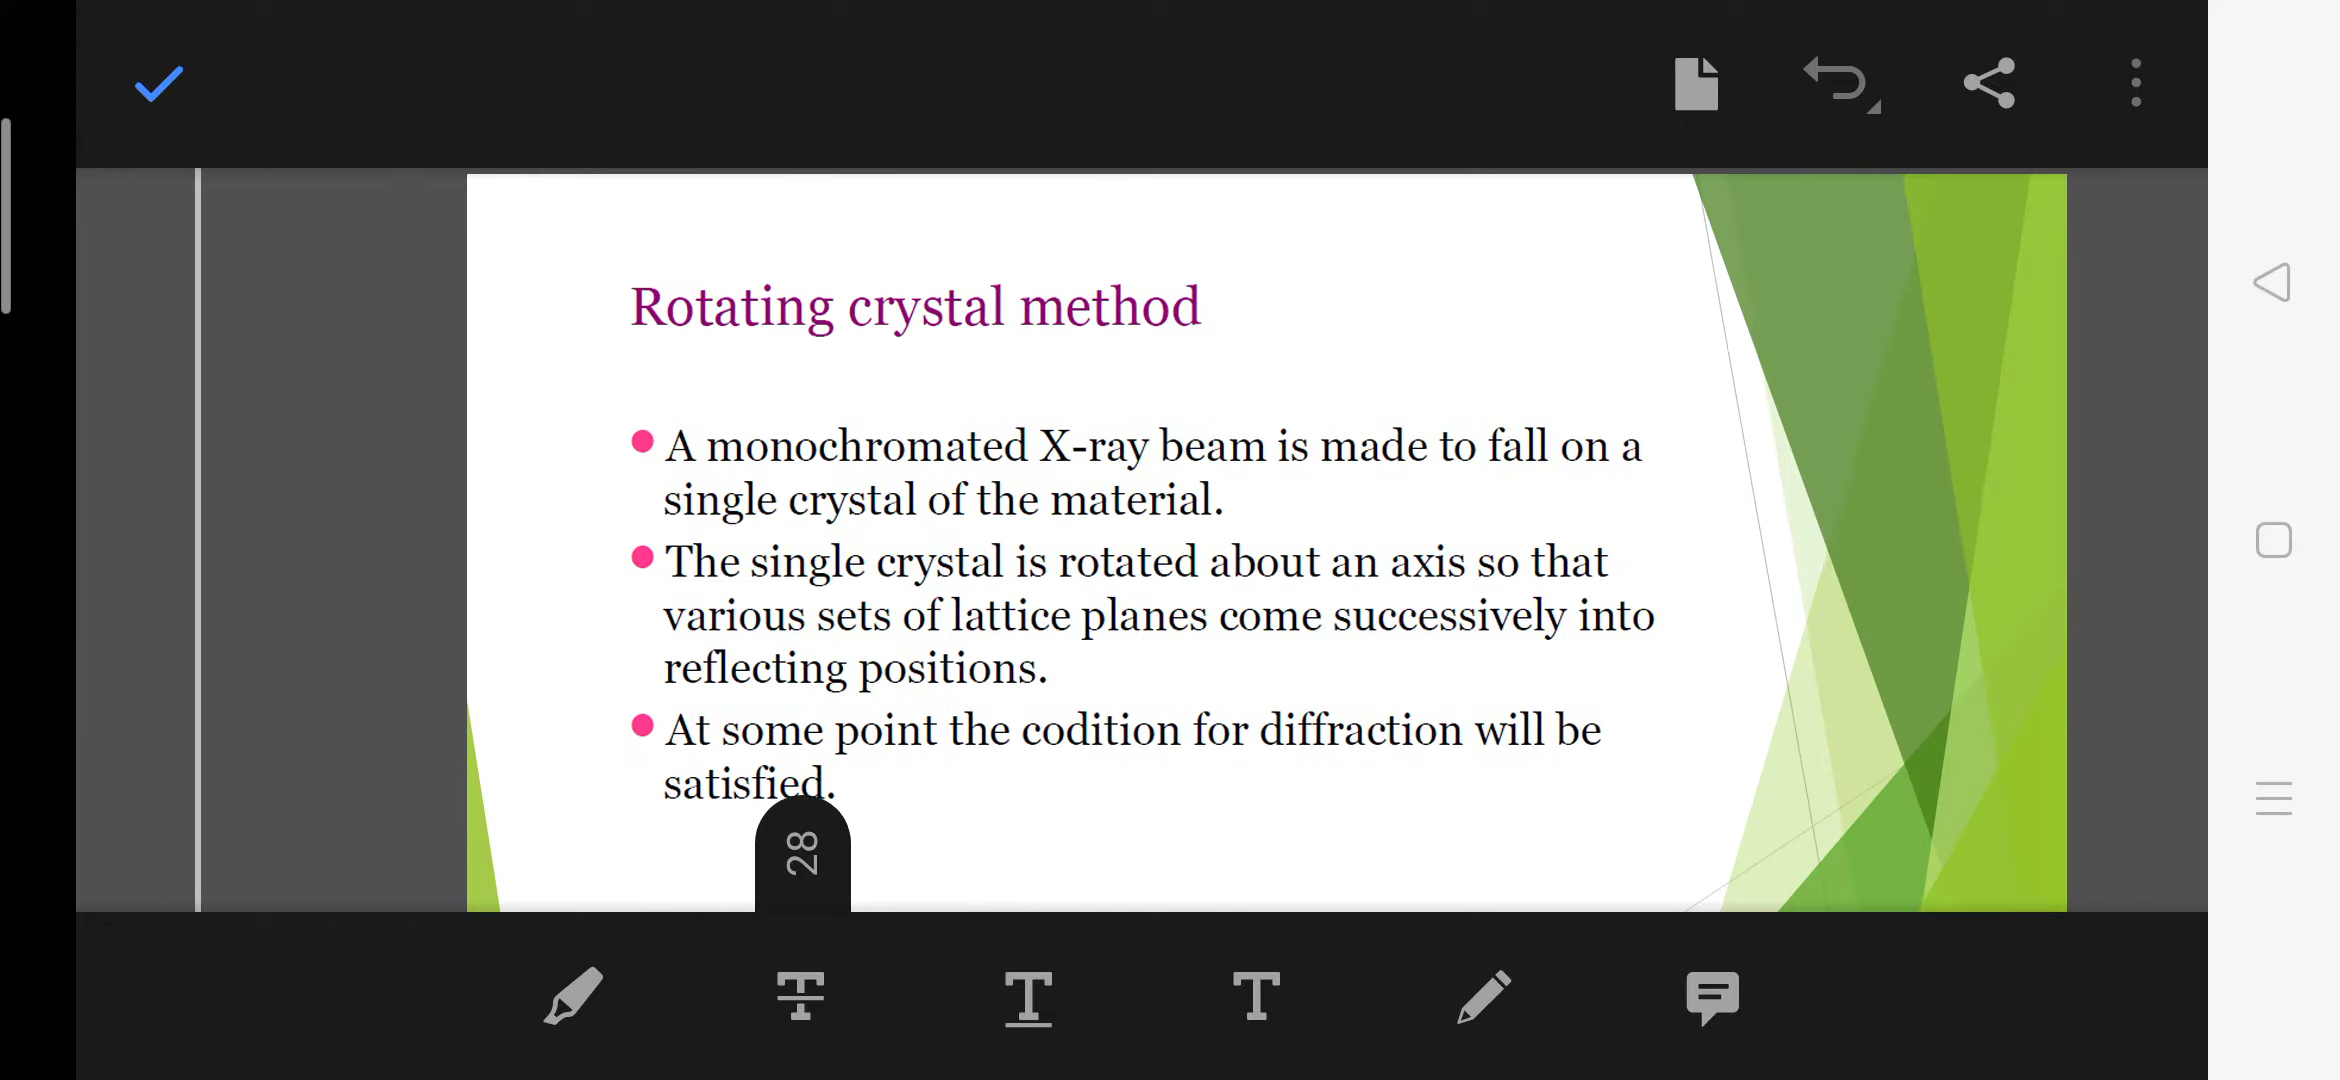 Rotating crystal method
A monochromated X-ray beam is made to fall on a
single crystal of the material.
The single crystal is rotated about an axis so that
various sets of lattice planes come successively into
reflecting positions.
At some point the codition for diffraction will be
satisfied.
28